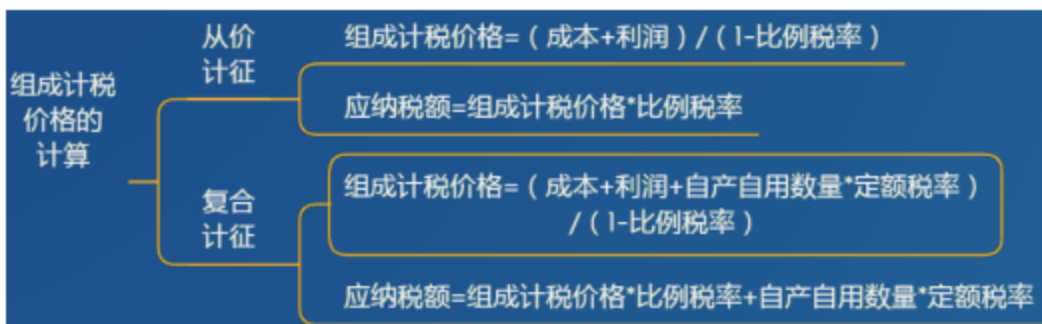 组成计税
价格的
计算
从价
计征
组成计税价格=（成本+利润）/（1-比例税率）
应纳税额=组成计税价格*比例税率
复合
计征
组成计税价格=（成本+利润+自产自用数量*定额税率）
/（1-比例税率）
应纳税额=组成计税价格*比例税率+自产自用数量*定额税率